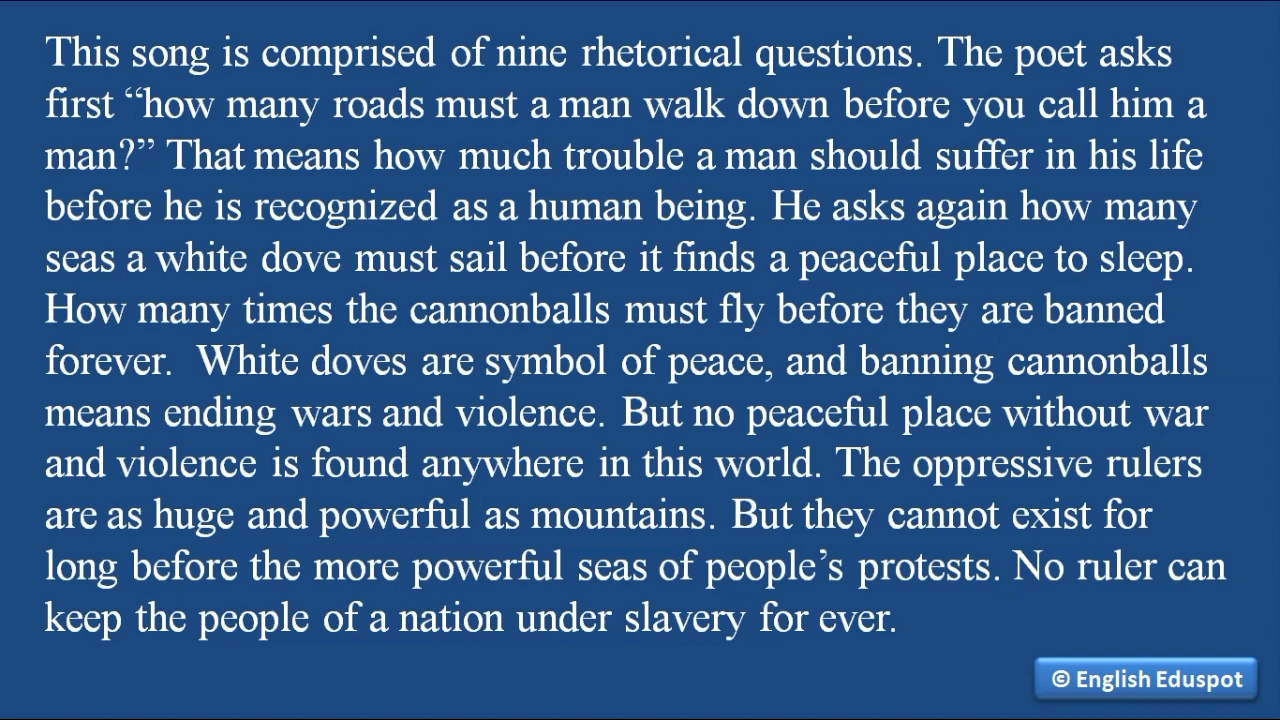 This song is comprised of nine rhetorical questions. The poet asks
first “how many roads must a man walk down before you call him a
man?” That means how much trouble a man should suffer in his life
before he is recognized as a human being. He asks again how many
seas a white dove must sail before it finds a peaceful place to sleep.
How many times the cannonballs must fly before they are banned
forever.  White doves are symbol of peace, and banning cannonballs
means ending wars and violence. But no peaceful place without war
and violence is found anywhere in this world. The oppressive rulers
are as huge and powerful as mountains. But they cannot exist for
long before the more powerful seas of people’s protests. No ruler can
keep the people of a nation under slavery for ever.
© English Eduspot